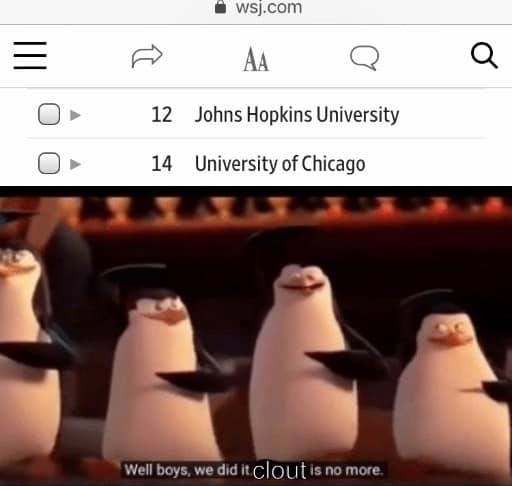 wsj.com
AA
12 Johns Hopkins University
14 University of Chicago
Well boys, we did it. clout is no more.